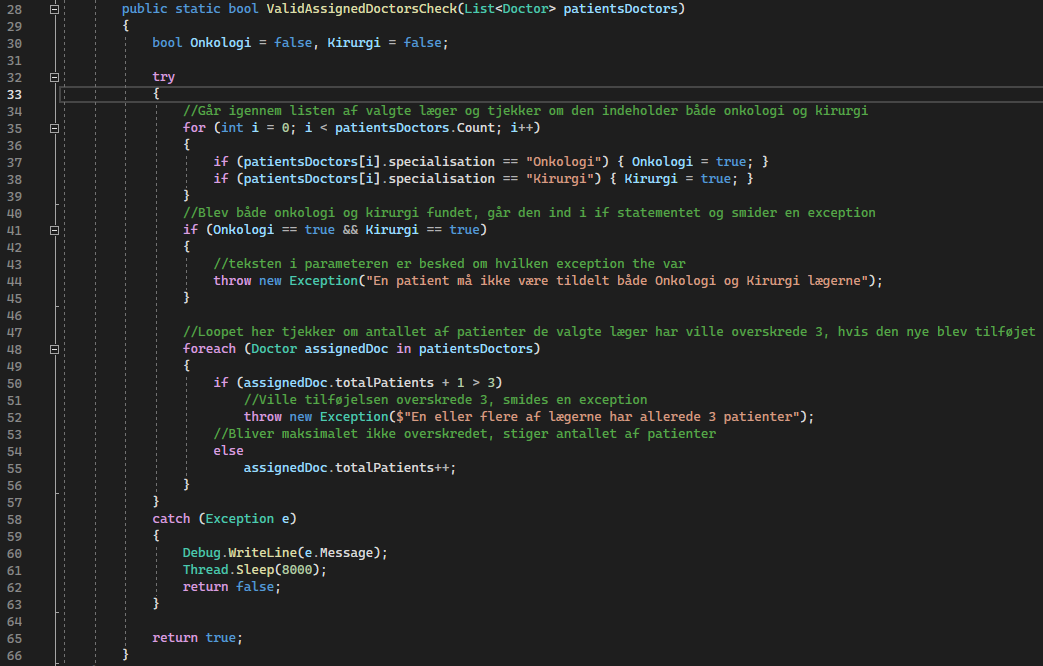 28 public static bool ValidAssignedDoctorsCheck(List<Doctor> patientsDoctors)
29 {
30 bool Onkologi = false, Kirurgi = false;
31
32 try
33 {
34 //Går igennem listen af valgte læger og tjekker om den indeholder både onkologi og kirurgi
35 for (int i = 0; i < patientsDoctors.Count; i++)
36 {
37 if (patientsDoctors[i].specialisation == "Onkologi") { Onkologi = true; }
38 if (patientsDoctors[i].specialisation == "Kirurgi") { Kirurgi = true; }
39 }
40 //Blev både onkologi og kirurgi fundet, går den ind i if statementet og smider en exception
41 if (Onkologi == true && Kirurgi == true)
42 {
43 //teksten i parameteren er besked om hvilken exception the var
44 throw new Exception("En patient må ikke være tildelt både Onkologi og Kirurgi lægerne");
45 }
46
47 //Loopet her tjekker om antallet af patienter de valgte læger har ville overskrede 3, hvis den nye blev tilføjet
48 foreach (Doctor assignedDoc in patientsDoctors)
49 {
50 if (assignedDoc.totalPatients + 1 > 3)
51 //Ville tilføjelsen overskrede 3, smides en exception
52 throw new Exception($"En eller flere af lægerne har allerede 3 patienter");
53 //Bliver maksimalet ikke overskredet, stiger antallet af patienter
54 else
55 assignedDoc.totalPatients++;
56 }
57 }
58 catch (Exception e)
59 {
60 Debug.WriteLine(e.Message);
61 Thread.Sleep(8000);
62 return false;
63 }
64
65 return true;
66 }